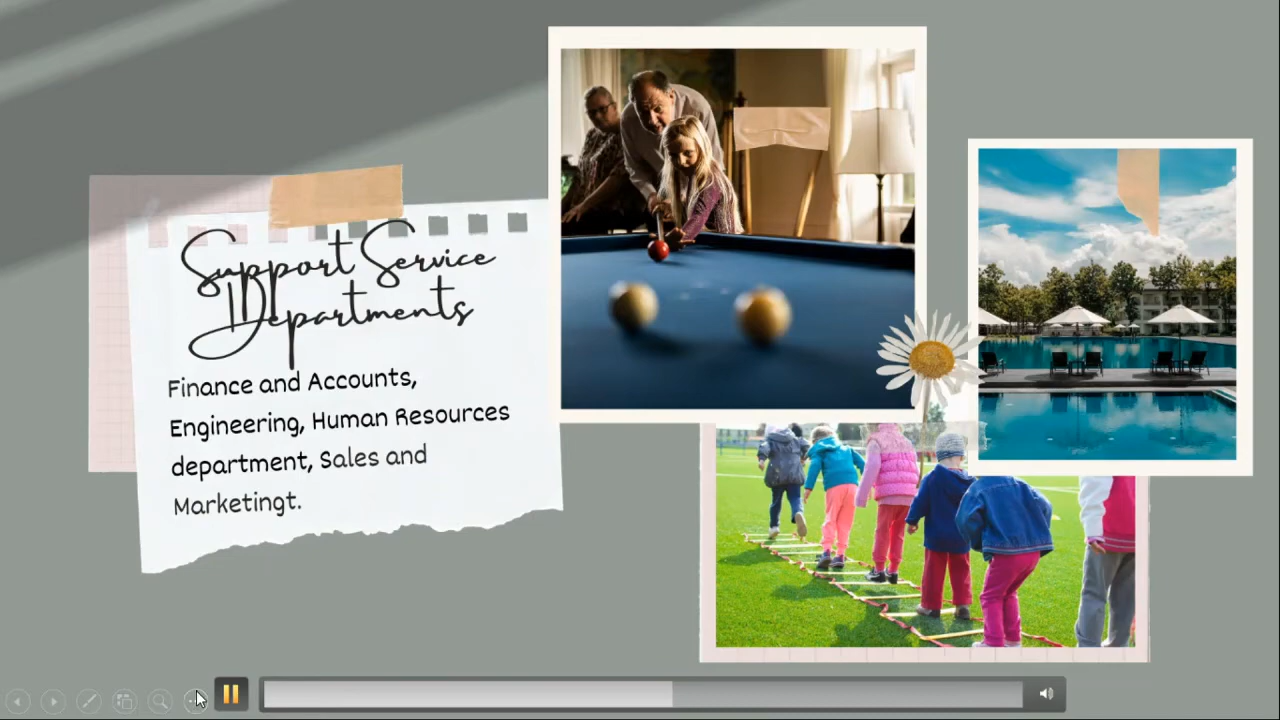 Support Service
Departments
Finance and Accounts,
Engineering, Human Resources
department, Sales and
Marketingt.